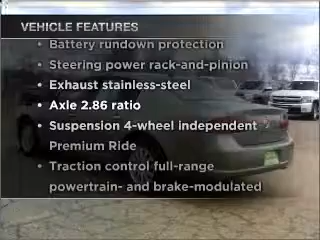 VEHICLE FEATURES
• Battery rundown protection
• Steering power rack-and-pinion
• Exhaust stainless-steel
• Axle 2.86 ratio
• Suspension 4-wheel independent
Premium Ride
• Traction control full-range
powertrain- and brake-modulated